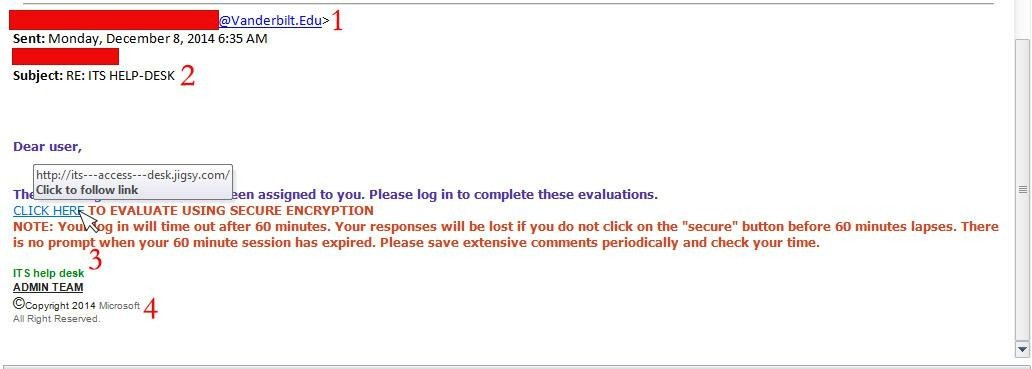 @Vanderbilt.Edu> 1
Sent: Monday, December 8, 2014 6:35 AM
Subject: RE: ITS HELP-DESK 2
Dear user,
http://its---access---desk.jigsy.com/
Click to follow link
The een assigned to you. Please log in to complete these evaluations.
CLICK HERE TO EVALUATE USING SECURE ENCRYPTION
NOTE: Your log in will time out after 60 minutes. Your responses will be lost if you do not click on the "secure" button before 60 minutes lapses. There
is no prompt when your 60 minute session has expired. Please save extensive comments periodically and check your time.
3
ITS help desk
ADMIN TEAM
©Copyright 2014 Microsoft 4
All Right Reserved.